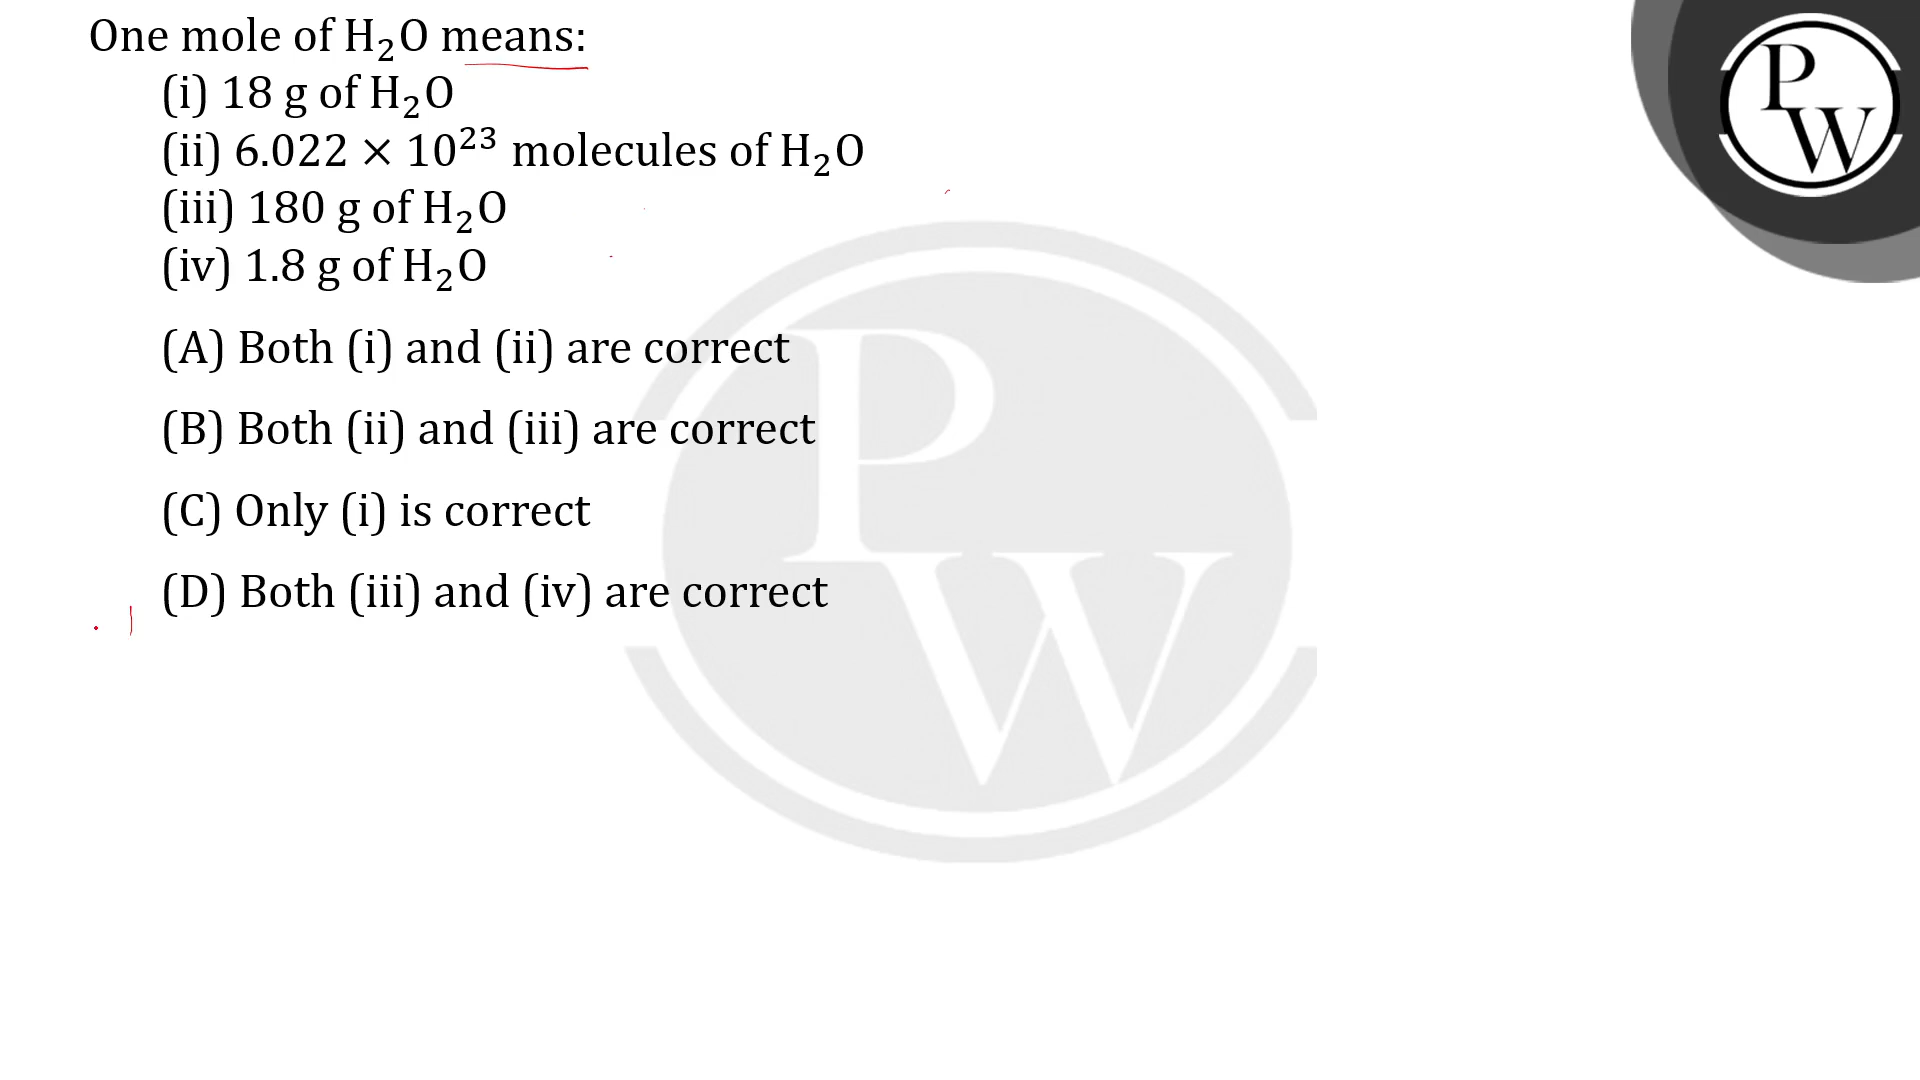 One mole of H₂O means:
(i) 18 g of H₂O
(ii) 6.022 × 10²³ molecules of H₂O
(iii) 180 g of H₂O
(iv) 1.8 g of H₂O
(A) Both (i) and (ii) are correct
(B) Both (ii) and (iii) are correct
(C) Only (i) is correct
(D) Both (iii) and (iv) are correct
PW
PW